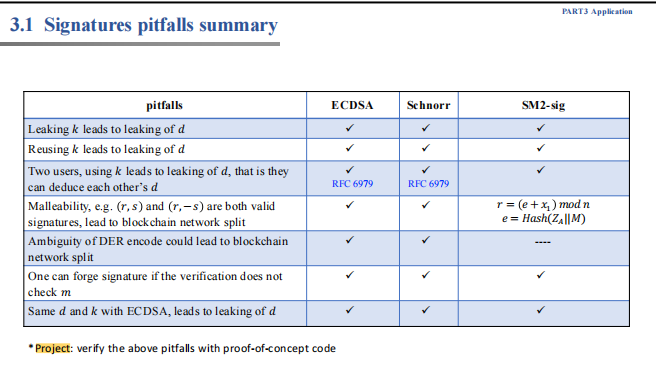 PART3 Application
3.1 Signatures pitfalls summary
pitfalls ECDSA Schnorr SM2-sig
Leaking k leads to leaking of d ✓ ✓ ✓
Reusing k leads to leaking of d ✓ ✓ ✓
Two users, using k leads to leaking of d, that is they ✓ ✓ ✓
can deduce each other's d RFC 6979 RFC 6979
Malleability, e.g. (r, s) and (r, −s) are both valid ✓ ✓ r = (e + x₁) mod n
signatures, lead to blockchain network split e = Hash(Z_A||M)
Ambiguity of DER encode could lead to blockchain ✓ ✓ ----
network split
One can forge signature if the verification does not ✓ ✓ ✓
check m
Same d and k with ECDSA, leads to leaking of d ✓ ✓ ✓
*Project: verify the above pitfalls with proof-of-concept code